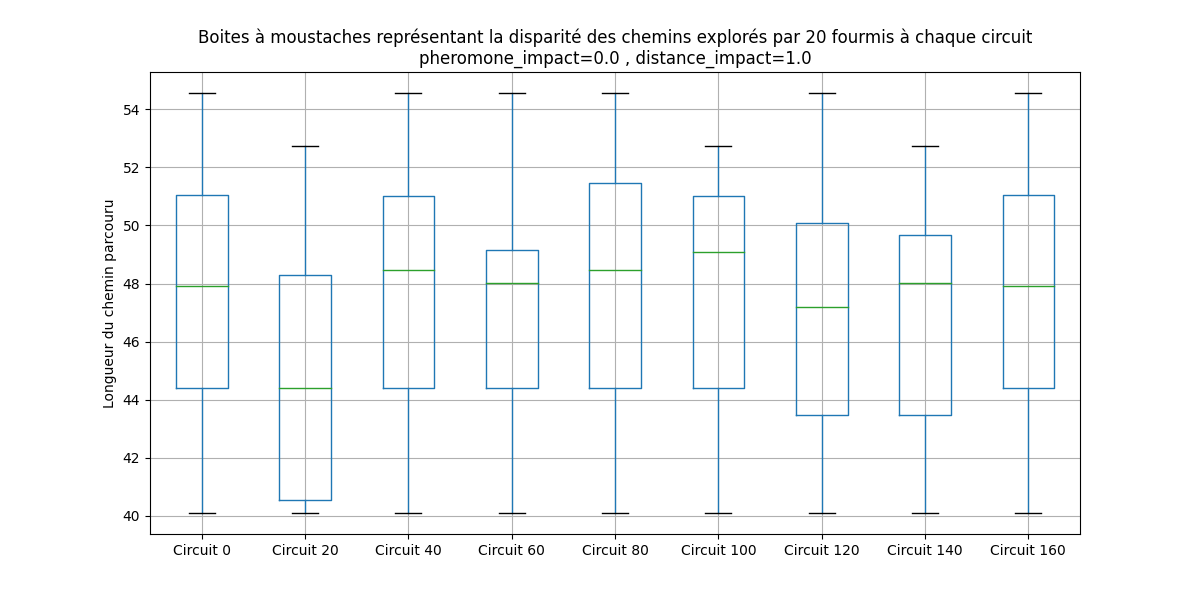 Boites à moustaches représentant la disparité des chemins explorés par 20 fourmis à chaque circuit
pheromone_impact=0.0 , distance_impact=1.0
Longueur du chemin parcouru
54
52
50
48
46
44
42
40
Circuit 0
Circuit 20
Circuit 40
Circuit 60
Circuit 80
Circuit 100
Circuit 120
Circuit 140
Circuit 160